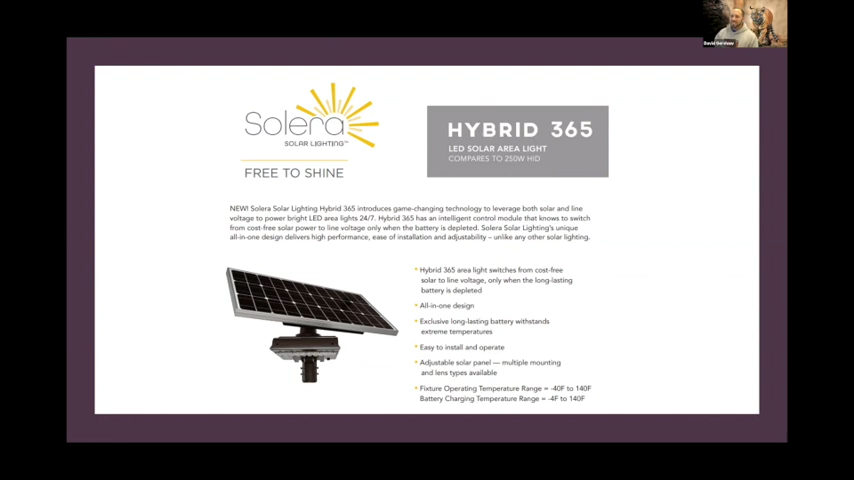 Solera
SOLAR LIGHTING™
FREE TO SHINE
HYBRID 365
LED SOLAR AREA LIGHT
COMPARES TO 250W HID
NEW! Solera Solar Lighting Hybrid 365 introduces game-changing technology to leverage both solar and line
voltage to power bright LED area lights 24/7. Hybrid 365 has an intelligent control module that knows to switch
from cost-free solar power to line voltage only when the battery is depleted. Solera Solar Lighting's unique
all-in-one design delivers high performance, ease of installation and adjustability – unlike any other solar lighting.
• Hybrid 365 area light switches from cost-free
solar to line voltage, only when the long-lasting
battery is depleted
• All-in-one design
• Exclusive long-lasting battery withstands
extreme temperatures
• Easy to install and operate
• Adjustable solar panel — multiple mounting
and lens types available
• Fixture Operating Temperature Range = -40F to 140F
Battery Charging Temperature Range = -4F to 140F
David